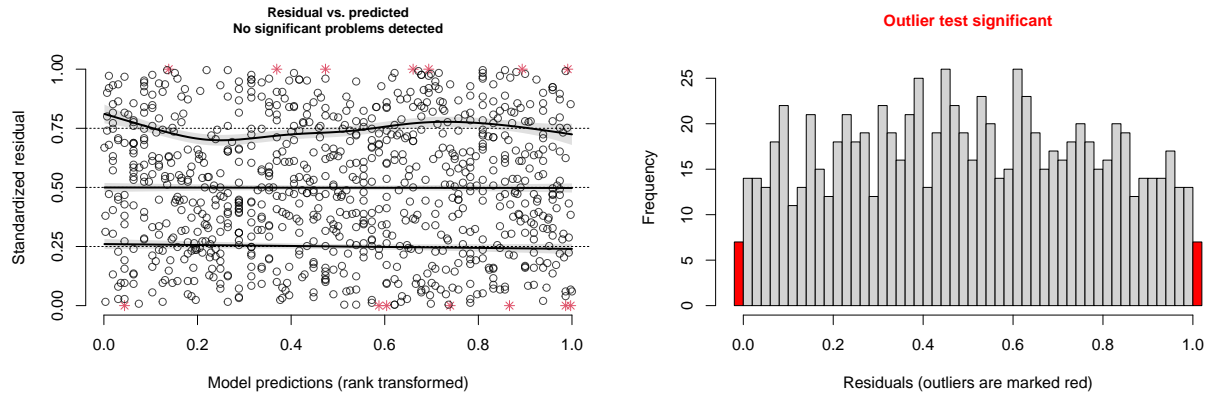 Residual vs. predicted
No significant problems detected
Standardized residual
1.00
0.75
0.50
0.25
0.00
0.0 0.2 0.4 0.6 0.8 1.0
Model predictions (rank transformed)
Outlier test significant
Frequency
25
20
15
10
5
0
0.0 0.2 0.4 0.6 0.8 1.0
Residuals (outliers are marked red)